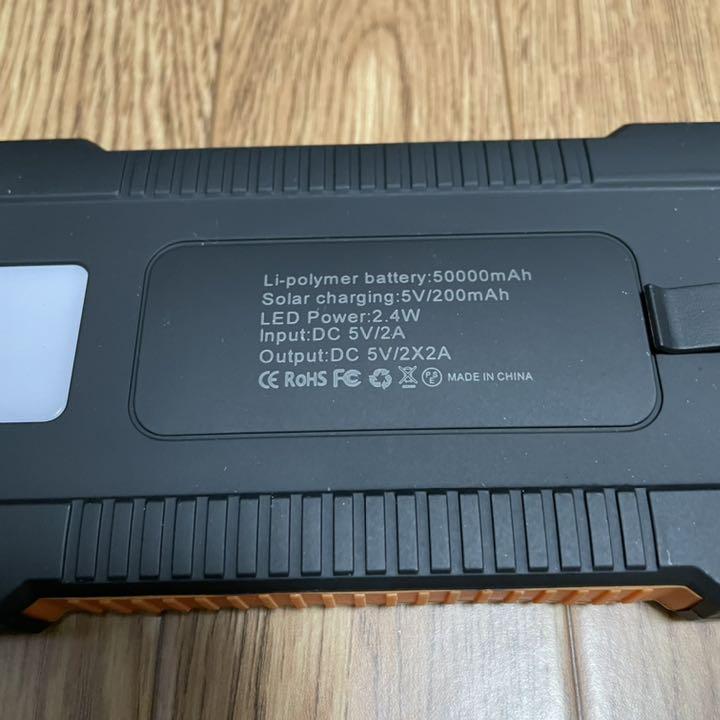 Li-polymer battery:50000mAh
Solar charging:5V/200mAh
LED Power:2.4W
Input:DC 5V/2A
Output:DC 5V/2X2A
CE RoHS FC PSE MADE IN CHINA